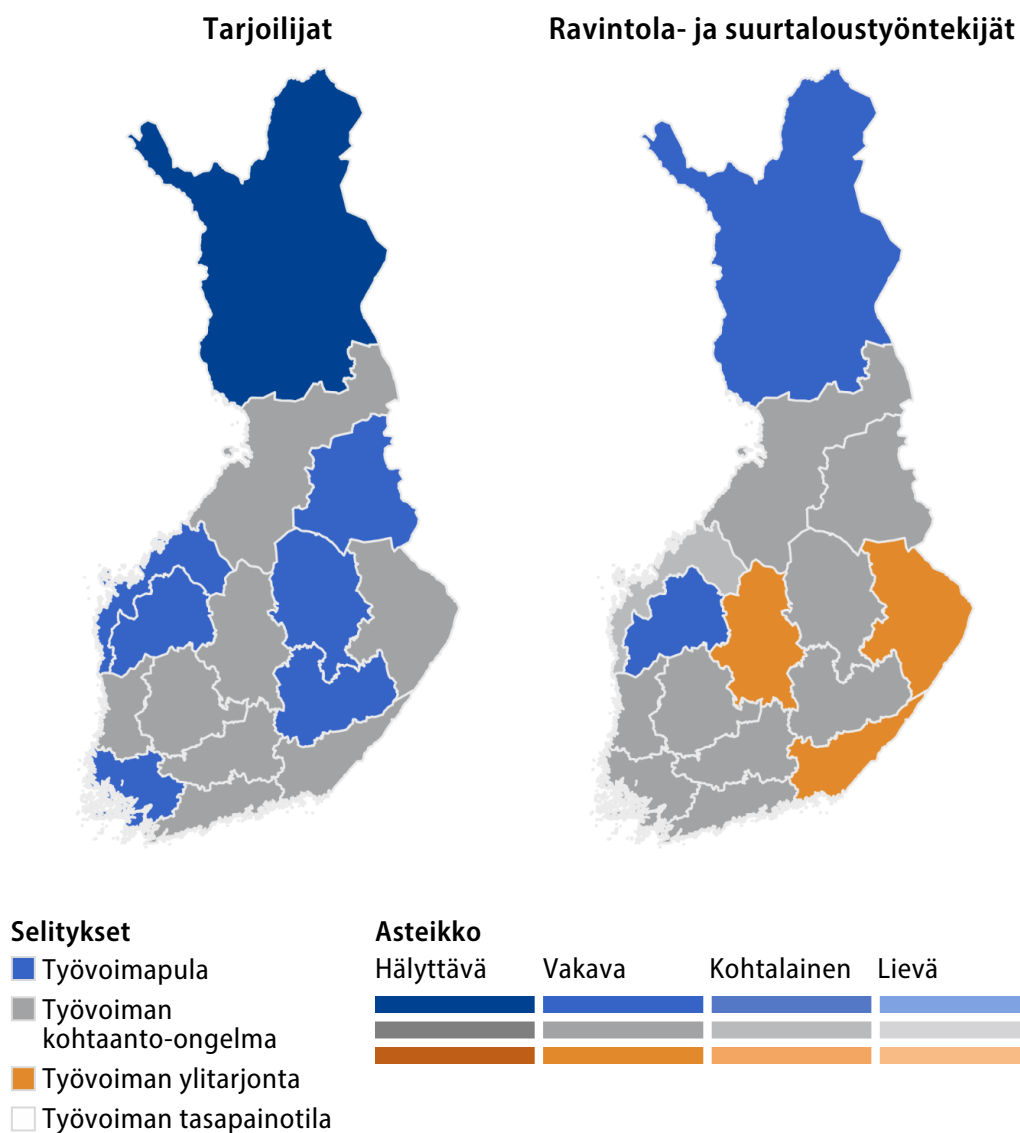 Tarjoilijat
Ravintola- ja suurtaloustyöntekijät
Selitykset
Työvoimapula
Työvoiman
kohtaanto-ongelma
Työvoiman ylitarjonta
Työvoiman tasapainotila
Asteikko
Hälyttävä Vakava Kohtalainen Lievä